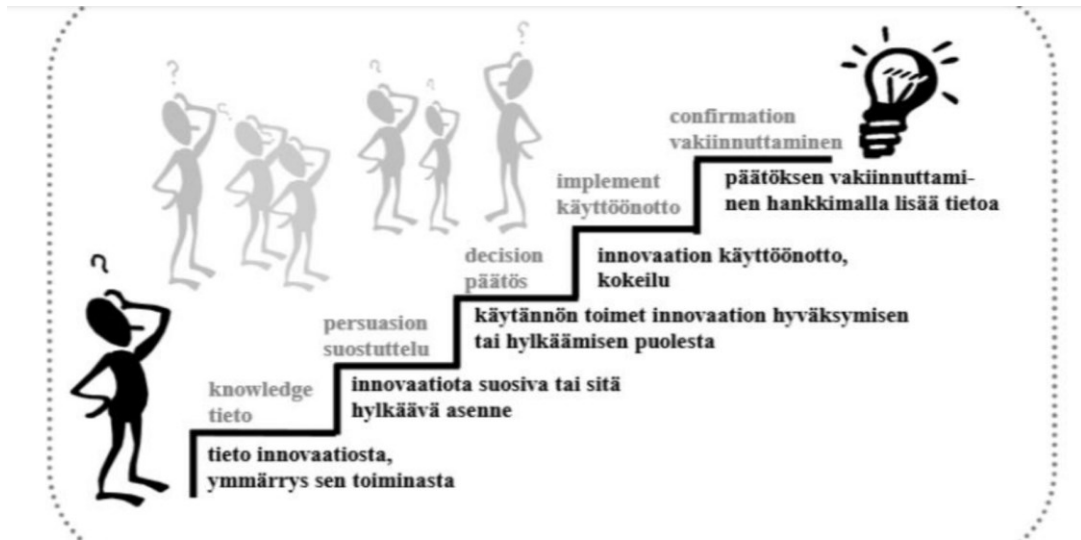 confirmation
vakiinnuttaminen
päätöksen vakiinnuttami-
nen hankkimalla lisää tietoa
implement
käyttöönotto
innovaation käyttöönotto,
kokeilu
decision
päätös
käytännön toimet innovaation hyväksymisen
tai hylkäämisen puolesta
persuasion
suostuttelu
innovaatiota suosiva tai sitä
hylkäävä asenne
knowledge
tieto
tieto innovaatiosta,
ymmärrys sen toiminasta
?
?
?
?
?
?